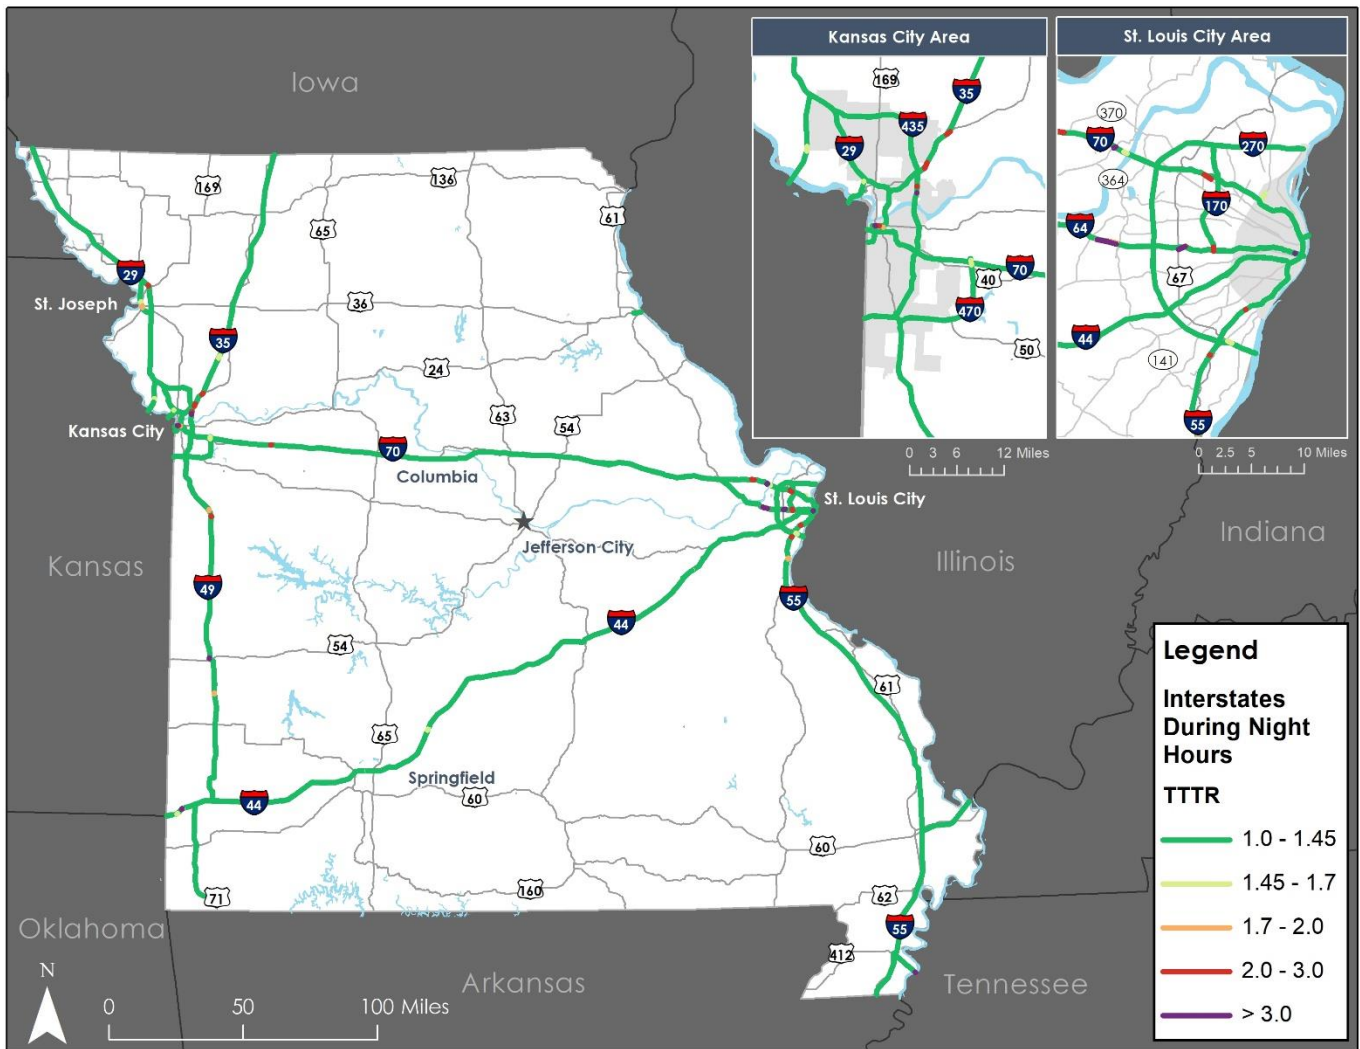 Iowa
Kansas City Area
St. Louis City Area
169
35
435
29
70
40
470
50
0 3 6 12 Miles
370
70
270
364
170
64
67
44
141
55
0 2.5 5 10 Miles
169
136
65
61
29
St. Joseph
36
35
24
63
54
Kansas City
70
Columbia
St. Louis City
Jefferson City
Kansas
Illinois
Indiana
49
44
55
54
61
65
Springfield
44
60
60
71
160
62
55
412
Oklahoma
Arkansas
Tennessee
N
0 50 100 Miles
Legend
Interstates
During Night
Hours
TTTR
1.0 - 1.45
1.45 - 1.7
1.7 - 2.0
2.0 - 3.0
> 3.0